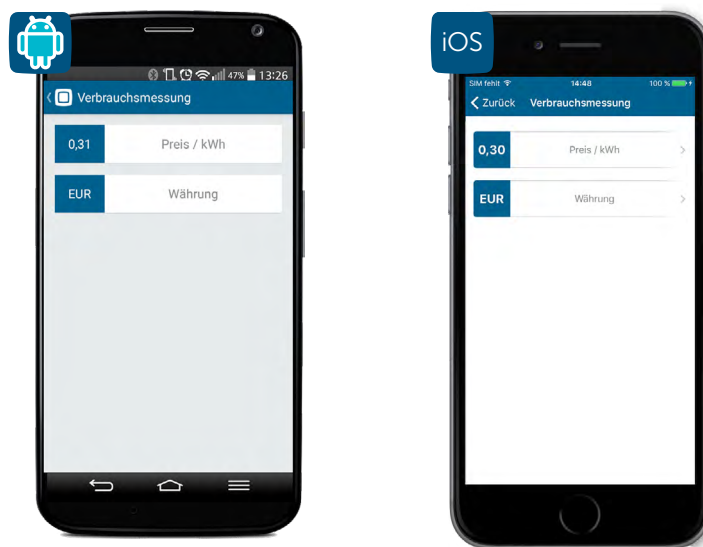 47% 13:26
Verbrauchsmessung
0,31 Preis / kWh
EUR Währung
iOS
SIM fehlt 14:48 100 %
Zurück Verbrauchsmessung
0,30 Preis / kWh
EUR Währung